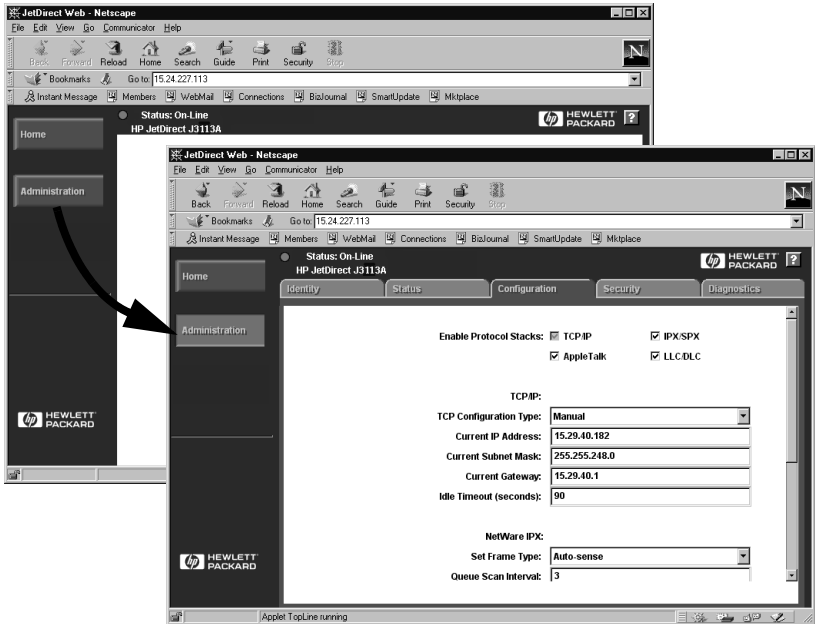 JetDirect Web - Netscape
File Edit View Go Communicator Help
Back Forward Reload Home Search Guide Print Security Stop
N
Bookmarks Go to: 15.24.227.113
Instant Message Members WebMail Connections BizJournal SmartUpdate Mktplace
Status: On-Line
HP JetDirect J3113A
hp HEWLETT PACKARD ?
Home
Administration
hp HEWLETT PACKARD
JetDirect Web - Netscape
File Edit View Go Communicator Help
Back Forward Reload Home Search Guide Print Security Stop
N
Bookmarks Go to: 15.24.227.113
Instant Message Members WebMail Connections BizJournal SmartUpdate Mktplace
Status: On-Line
HP JetDirect J3113A
hp HEWLETT PACKARD ?
Home
Administration
Identity Status Configuration Security Diagnostics
Enable Protocol Stacks: TCP/IP IPX/SPX
AppleTalk LLC/DLC
TCP/IP:
TCP Configuration Type: Manual
Current IP Address: 15.29.40.182
Current Subnet Mask: 255.255.248.0
Current Gateway: 15.29.40.1
Idle Timeout (seconds): 90
NetWare IPX:
Set Frame Type: Auto-sense
Queue Scan Interval: 3
hp HEWLETT PACKARD
Applet TopLine running